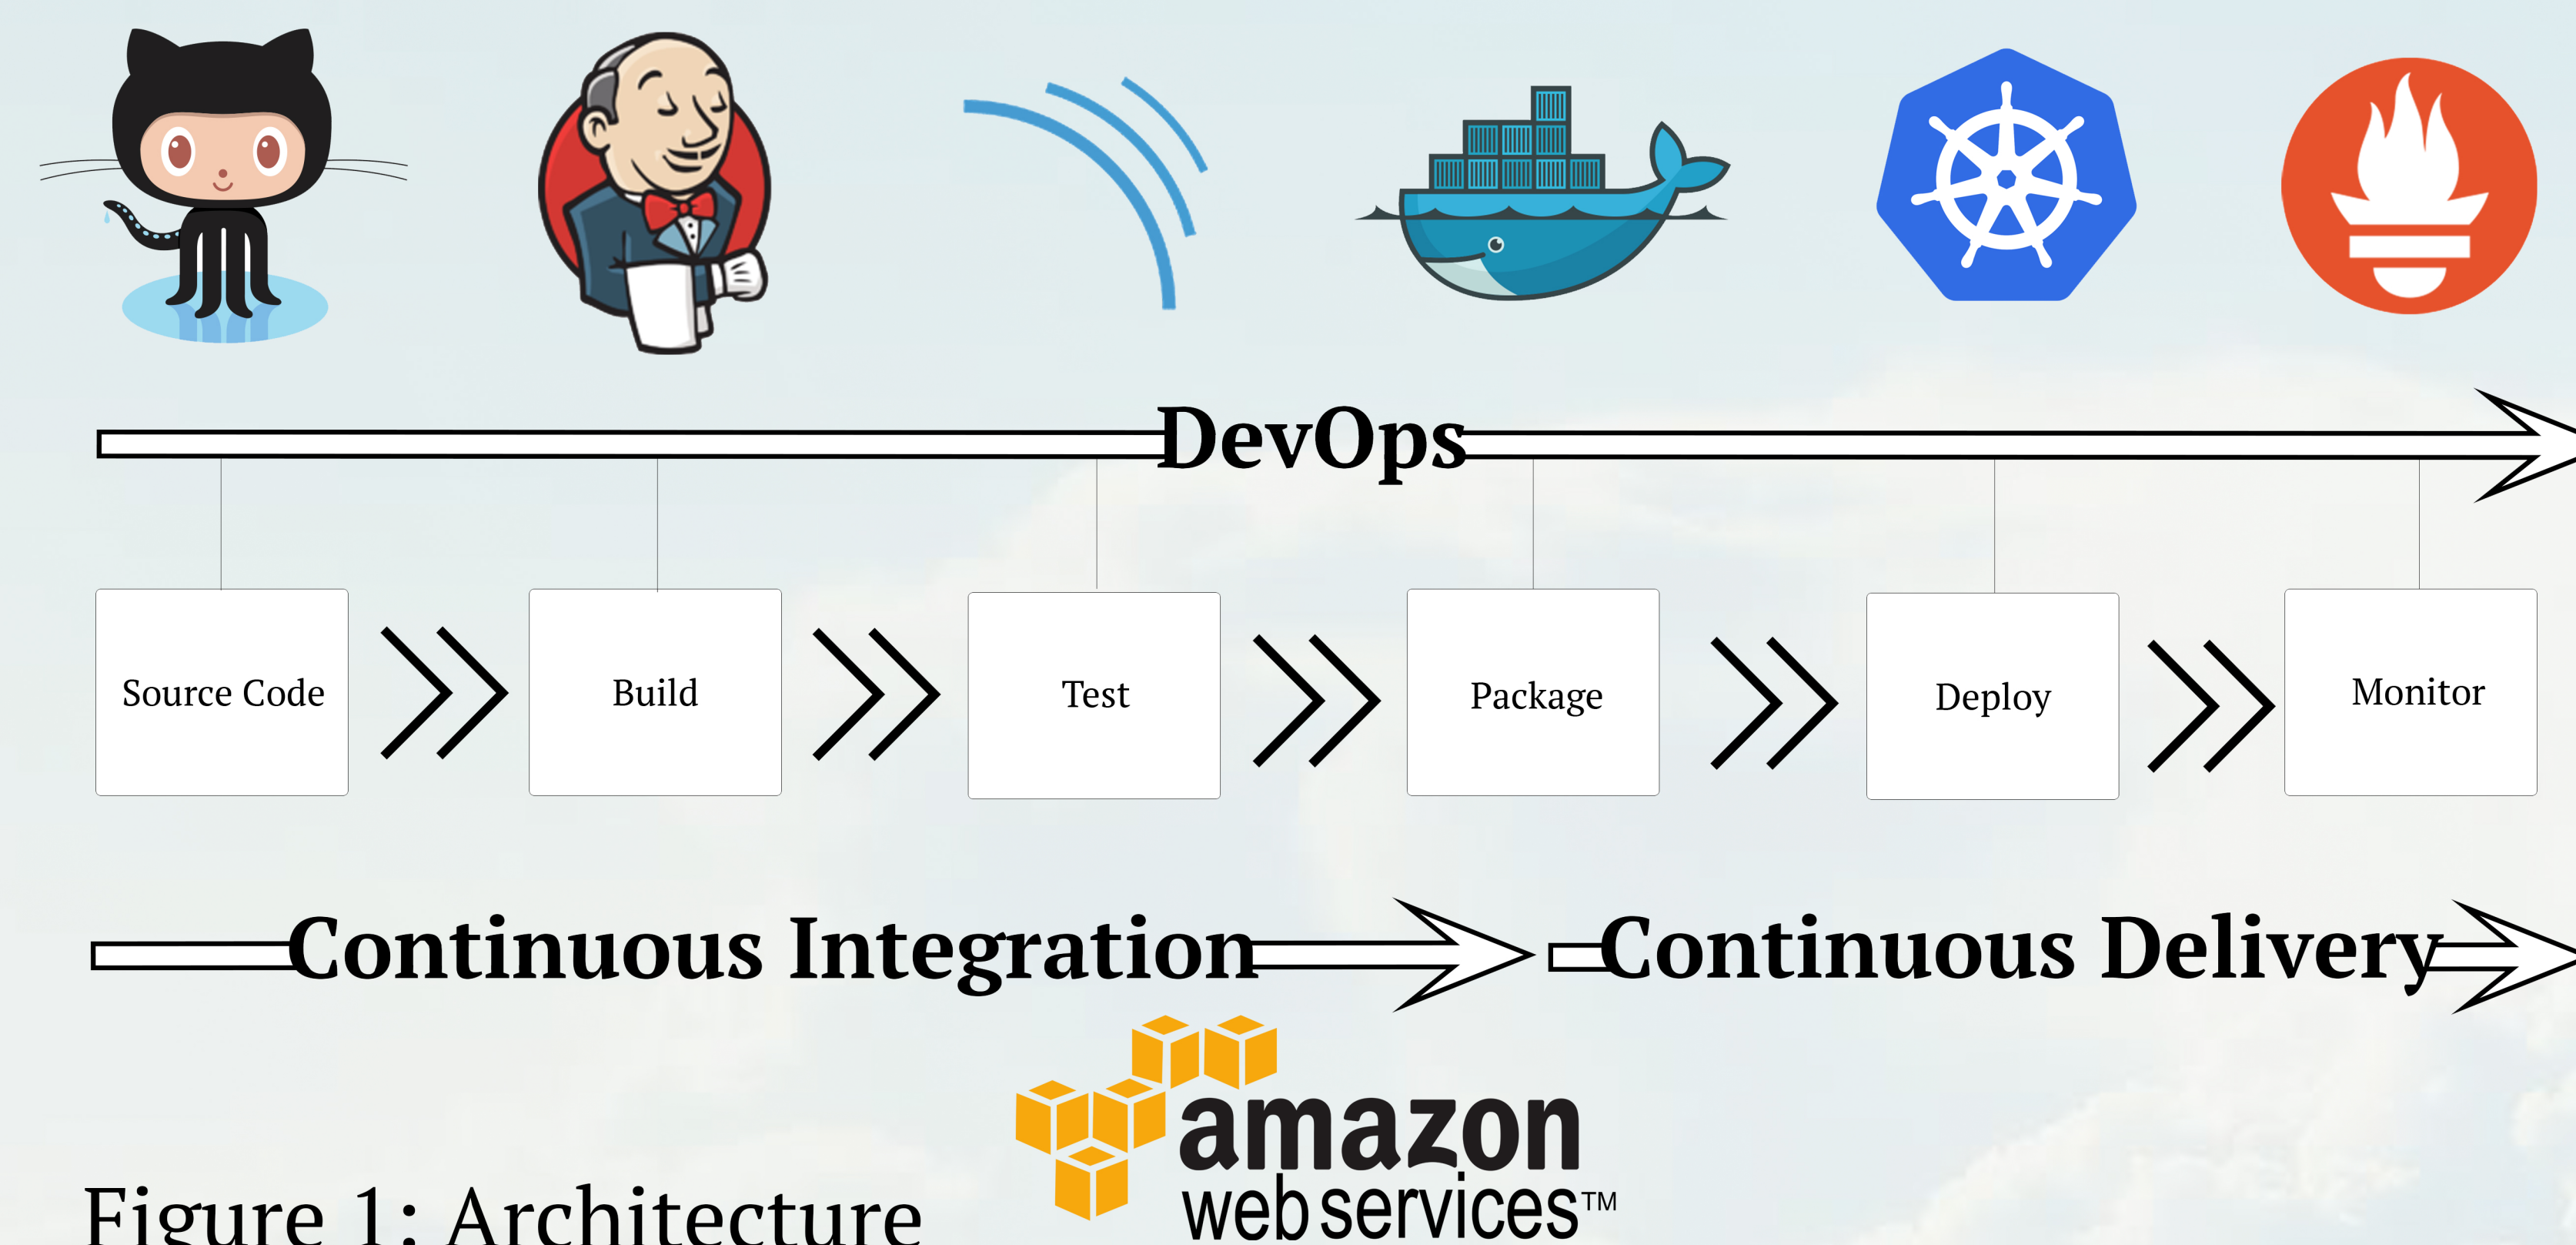 DevOps
Source Code
Build
Test
Package
Deploy
Monitor
Continuous Integration
Continuous Delivery
amazon
web services™
Figure 1: Architecture